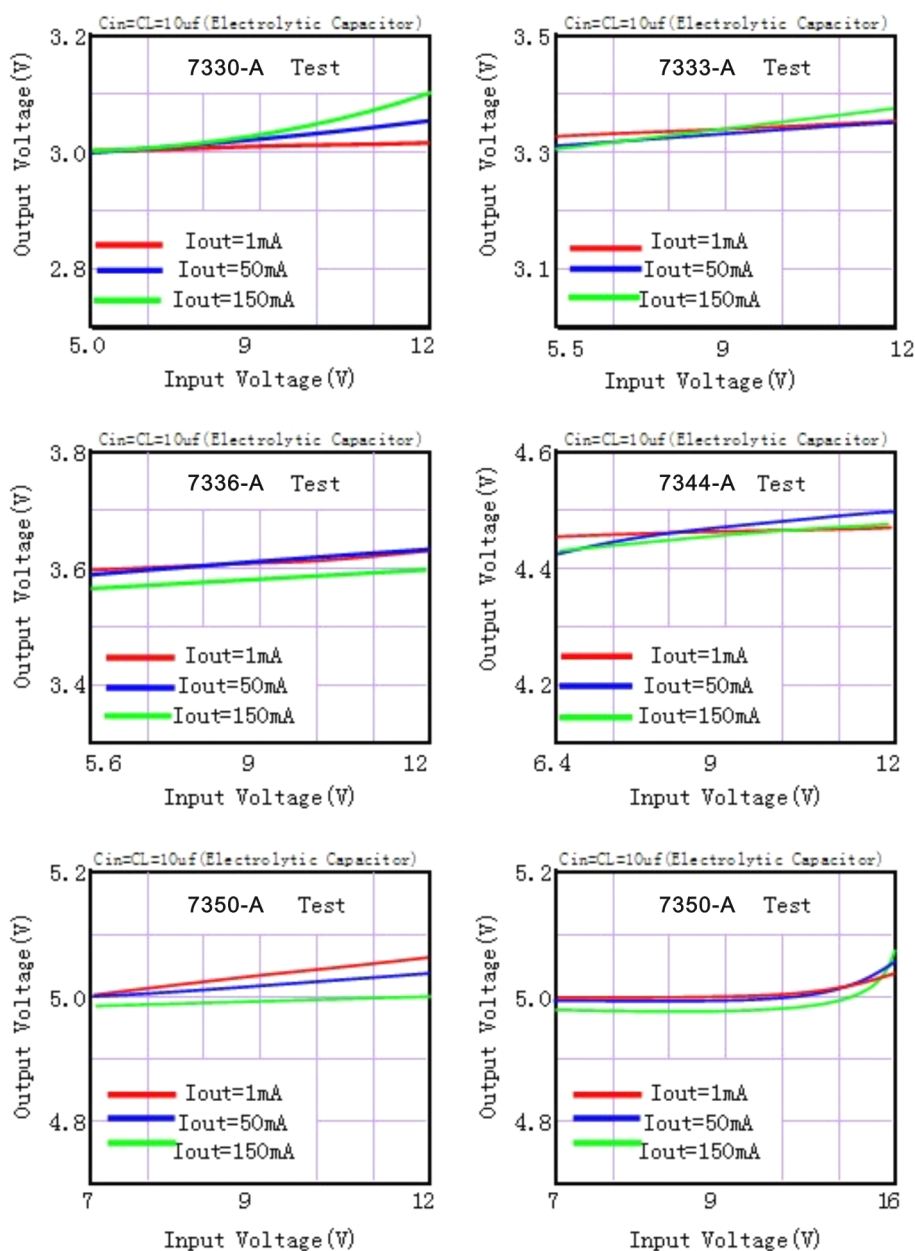 Cin=CL=10uf(Electrolytic Capacitor)
7330-A Test
Output Voltage(V)
3.2
3.0
2.8
Iout=1mA
Iout=50mA
Iout=150mA
5.0 9 12
Input Voltage(V)
Cin=CL=10uf(Electrolytic Capacitor)
7333-A Test
Output Voltage(V)
3.5
3.3
3.1
Iout=1mA
Iout=50mA
Iout=150mA
5.5 9 12
Input Voltage(V)
Cin=CL=10uf(Electrolytic Capacitor)
7336-A Test
Output Voltage(V)
3.8
3.6
3.4
Iout=1mA
Iout=50mA
Iout=150mA
5.6 9 12
Input Voltage(V)
Cin=CL=10uf(Electrolytic Capacitor)
7344-A Test
Output Voltage(V)
4.6
4.4
4.2
Iout=1mA
Iout=50mA
Iout=150mA
6.4 9 12
Input Voltage(V)
Cin=CL=10uf(Electrolytic Capacitor)
7350-A Test
Output Voltage(V)
5.2
5.0
4.8
Iout=1mA
Iout=50mA
Iout=150mA
7 9 12
Input Voltage(V)
Cin=CL=10uf(Electrolytic Capacitor)
7350-A Test
Output Voltage(V)
5.2
5.0
4.8
Iout=1mA
Iout=50mA
Iout=150mA
7 9 16
Input Voltage(V)